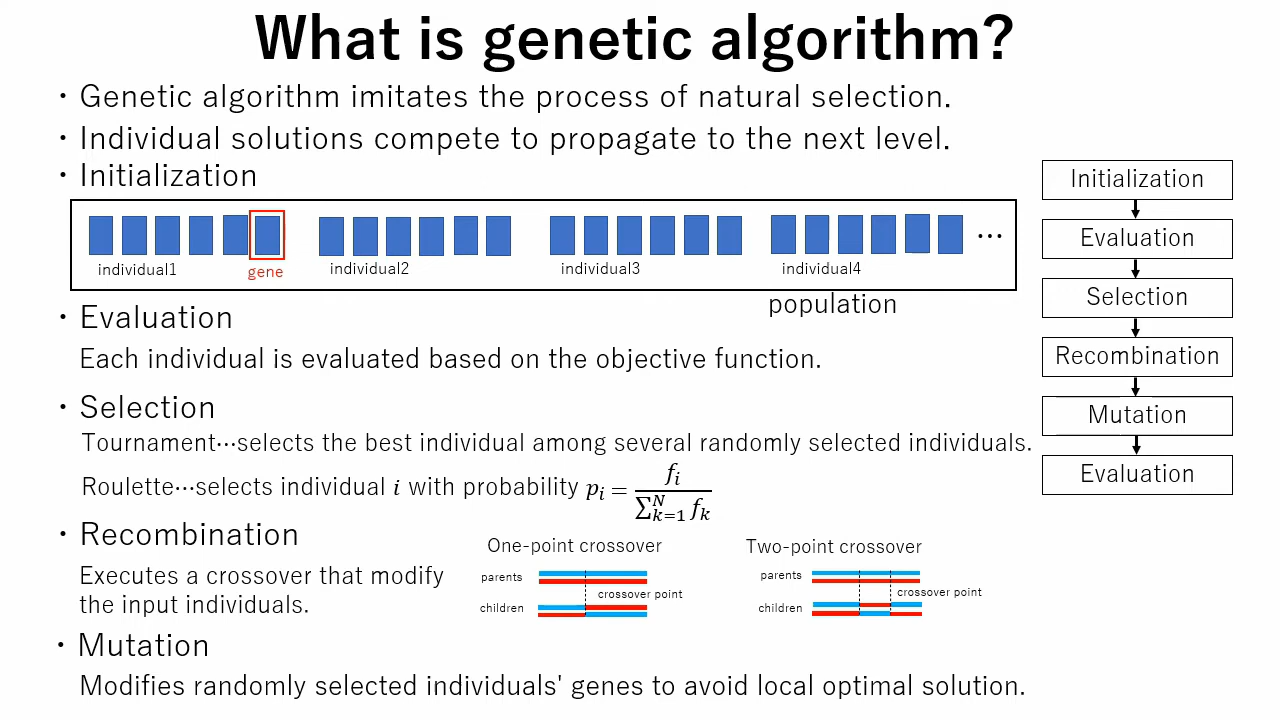 What is genetic algorithm?
・Genetic algorithm imitates the process of natural selection.
・Individual solutions compete to propagate to the next level.
・Initialization
individual1
gene
individual2
individual3
individual4
…
population
・Evaluation
Each individual is evaluated based on the objective function.
・Selection
Tournament…selects the best individual among several randomly selected individuals.
Roulette…selects individual i with probability p_i = f_i / ∑_{k=1}^{N} f_k
・Recombination
Executes a crossover that modify
the input individuals.
One-point crossover
parents
crossover point
children
Two-point crossover
parents
crossover point
children
・Mutation
Modifies randomly selected individuals' genes to avoid local optimal solution.
Initialization
Evaluation
Selection
Recombination
Mutation
Evaluation